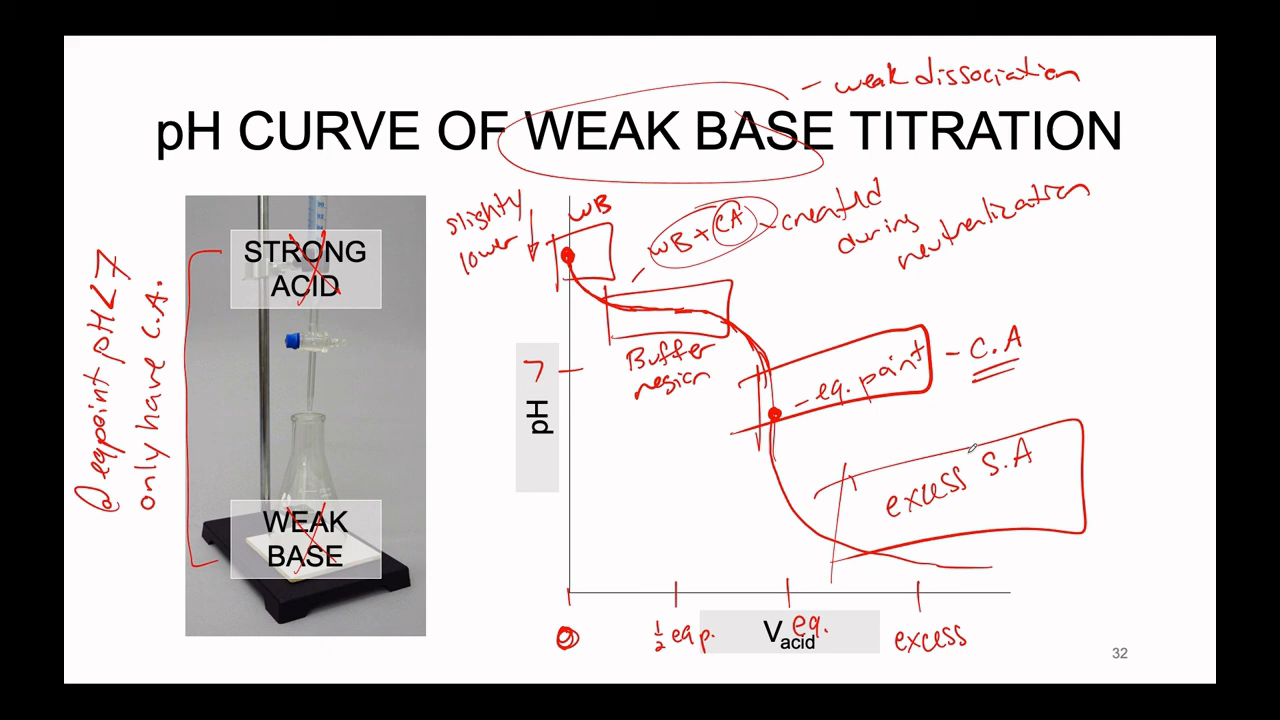 - weak dissociation
pH CURVE OF WEAK BASE TITRATION
slighty
lower
WB
WB + CA - created
during
neutralization
STRONG
ACID
@ eqpoint pH<7
only have C.A.
Buffer
region
7
pH
- eq. point
- C.A
excess S.A
WEAK
BASE
0
1/2 eq p.
Vacid eq.
excess
32